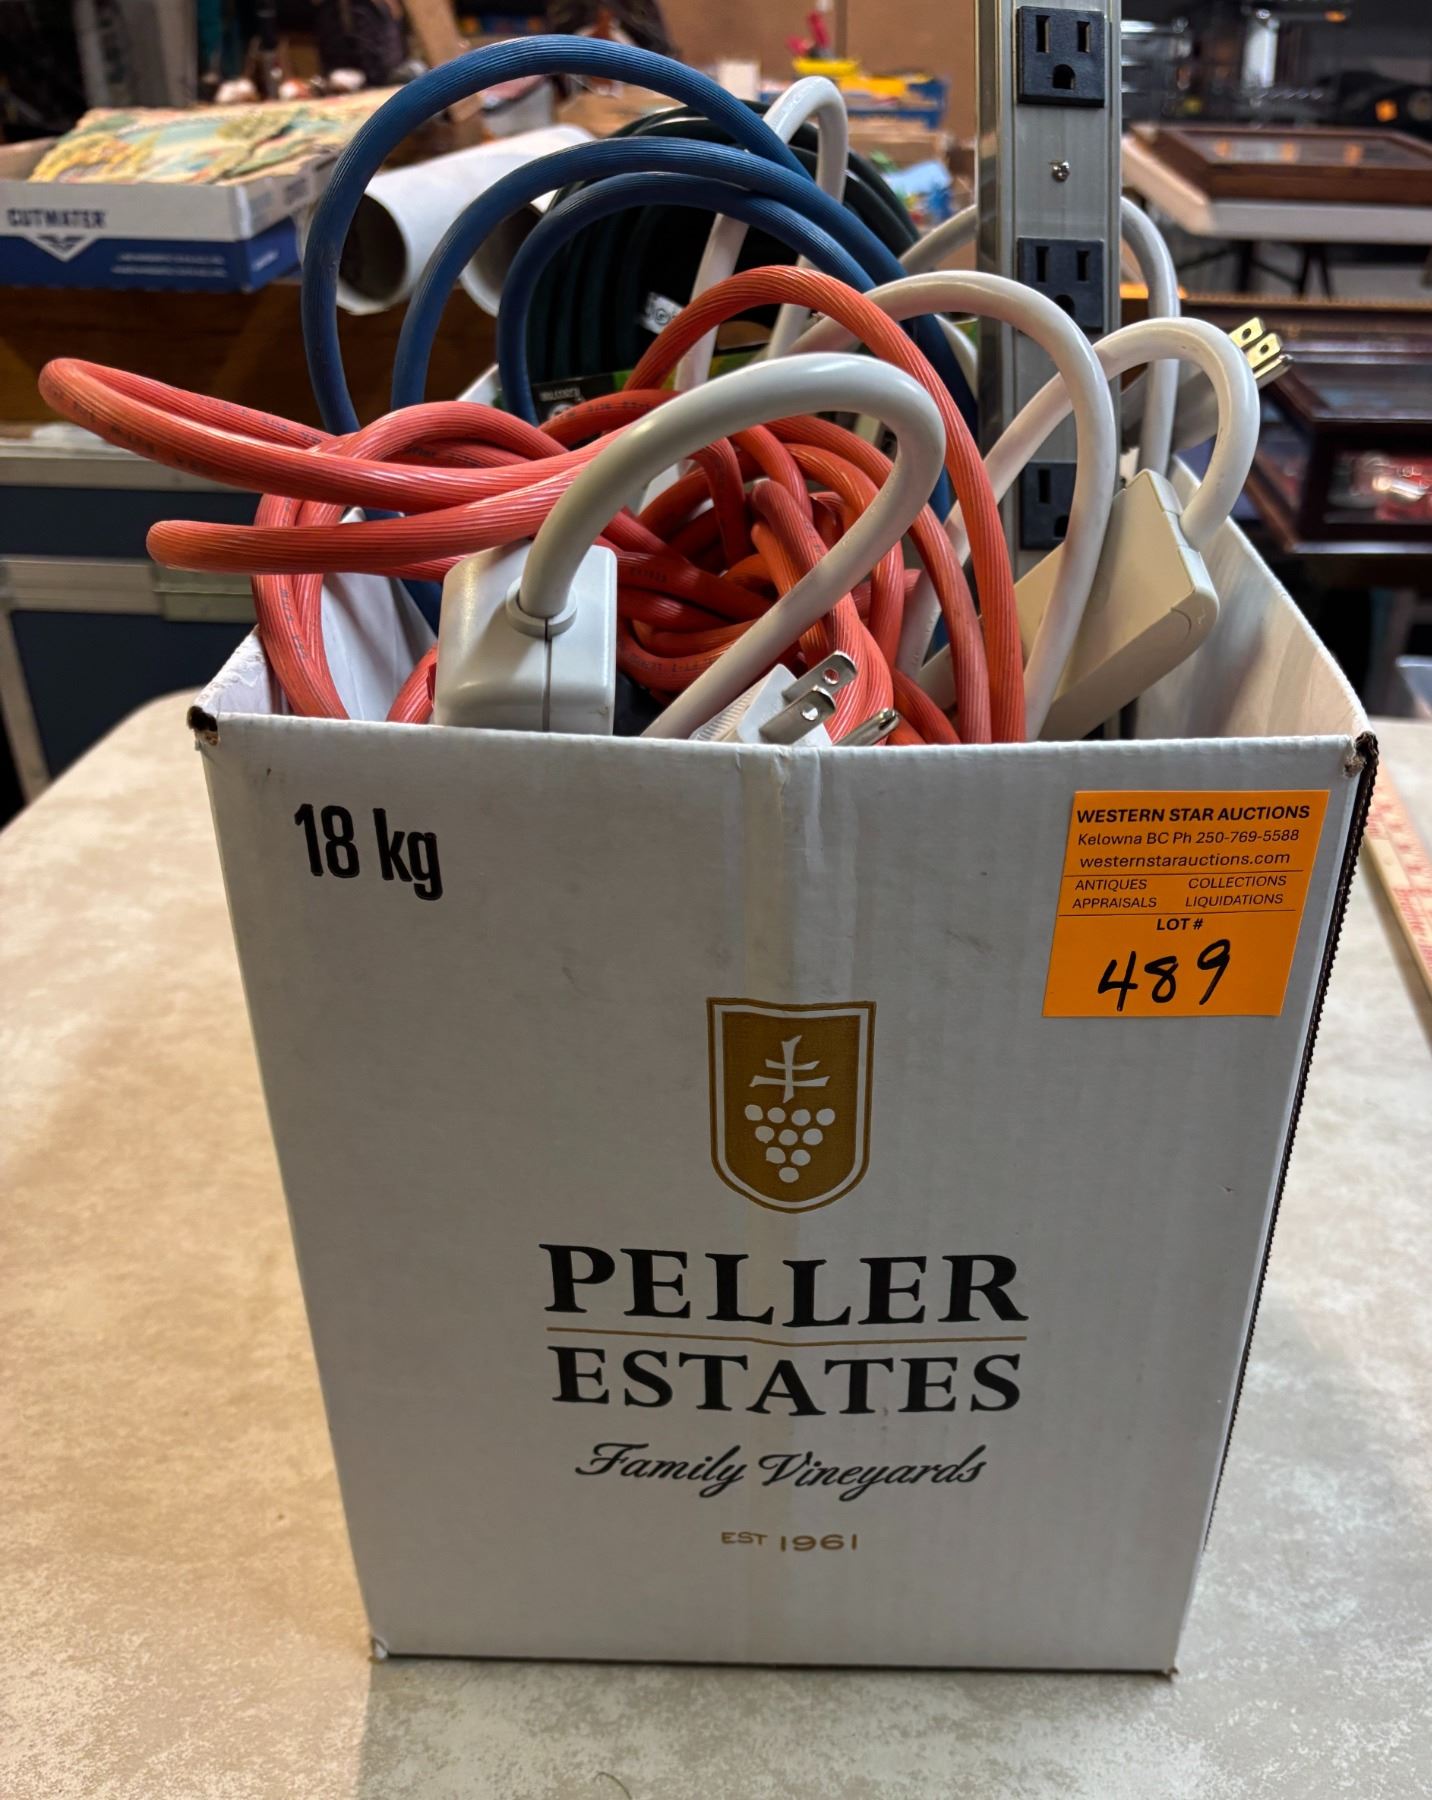 CUTWATER
18 kg
WESTERN STAR AUCTIONS
Kelowna BC Ph 250-769-5588
westernstarauctions.com
ANTIQUES COLLECTIONS
APPRAISALS LIQUIDATIONS
LOT #
489
PELLER
ESTATES
Family Vineyards
EST 1961